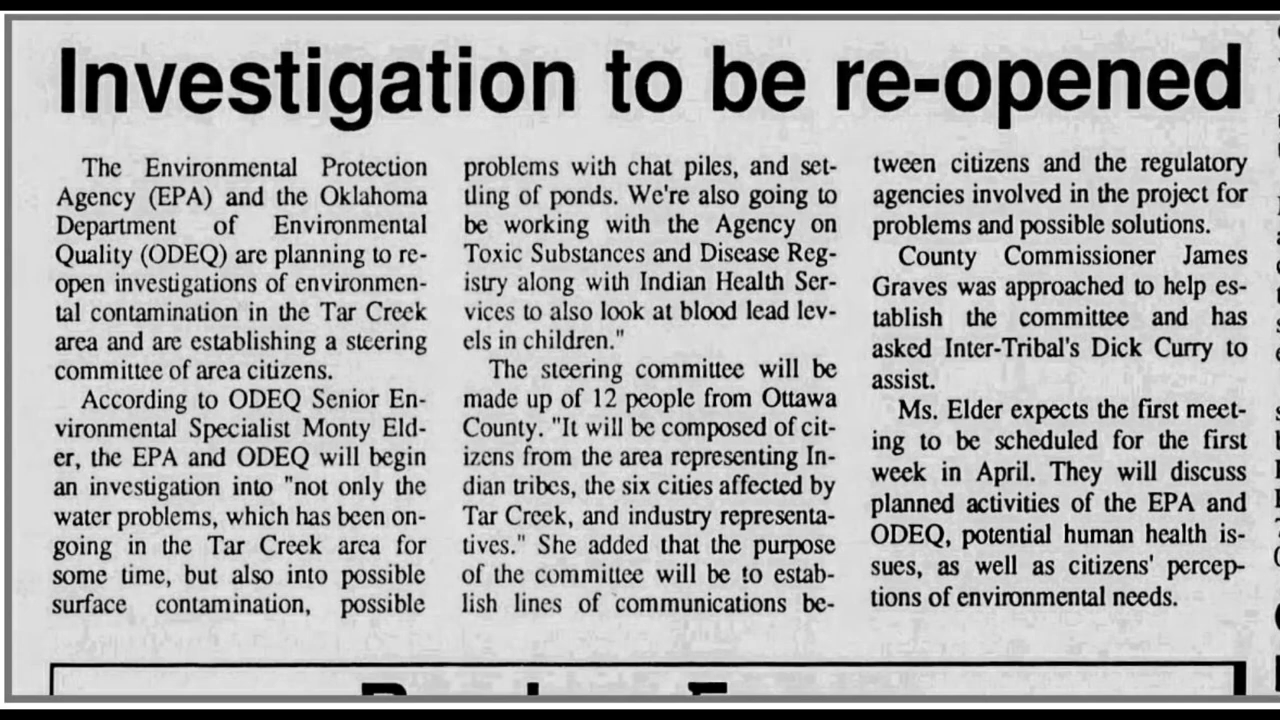 Investigation to be re-opened
The Environmental Protection
Agency (EPA) and the Oklahoma
Department of Environmental
Quality (ODEQ) are planning to re-
open investigations of environmen-
tal contamination in the Tar Creek
area and are establishing a steering
committee of area citizens.
According to ODEQ Senior En-
vironmental Specialist Monty Eld-
er, the EPA and ODEQ will begin
an investigation into "not only the
water problems, which has been on-
going in the Tar Creek area for
some time, but also into possible
surface contamination, possible
problems with chat piles, and set-
tling of ponds. We're also going to
be working with the Agency on
Toxic Substances and Disease Reg-
istry along with Indian Health Ser-
vices to also look at blood lead lev-
els in children."
The steering committee will be
made up of 12 people from Ottawa
County. "It will be composed of cit-
izens from the area representing In-
dian tribes, the six cities affected by
Tar Creek, and industry representa-
tives." She added that the purpose
of the committee will be to estab-
lish lines of communications be-
tween citizens and the regulatory
agencies involved in the project for
problems and possible solutions.
County Commissioner James
Graves was approached to help es-
tablish the committee and has
asked Inter-Tribal's Dick Curry to
assist.
Ms. Elder expects the first meet-
ing to be scheduled for the first
week in April. They will discuss
planned activities of the EPA and
ODEQ, potential human health is-
sues, as well as citizens' percep-
tions of environmental needs.